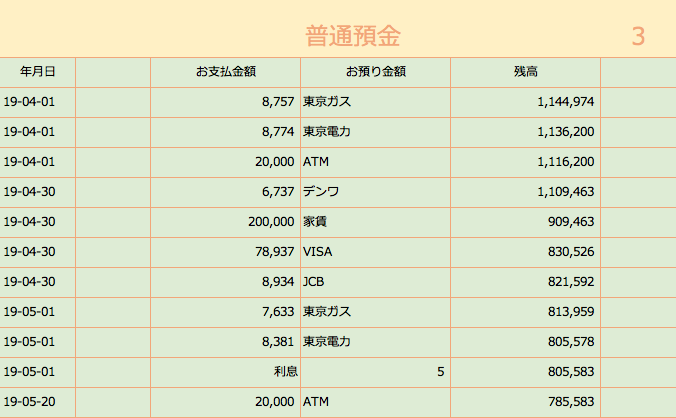 普通預金 3
年月日 お支払金額 お預り金額 残高
19-04-01 8,757 東京ガス 1,144,974
19-04-01 8,774 東京電力 1,136,200
19-04-01 20,000 ATM 1,116,200
19-04-30 6,737 デンワ 1,109,463
19-04-30 200,000 家賃 909,463
19-04-30 78,937 VISA 830,526
19-04-30 8,934 JCB 821,592
19-05-01 7,633 東京ガス 813,959
19-05-01 8,381 東京電力 805,578
19-05-01 利息 5 805,583
19-05-20 20,000 ATM 785,583